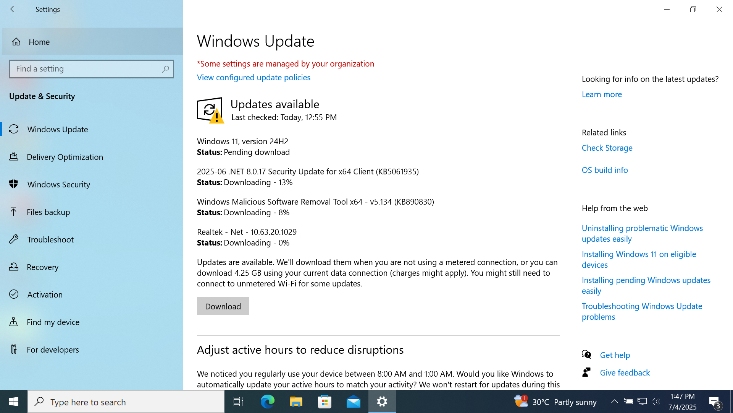 Settings
Home
Find a setting
Update & Security
Windows Update
Delivery Optimization
Windows Security
Files backup
Troubleshoot
Recovery
Activation
Find my device
For developers
Windows Update
*Some settings are managed by your organization
View configured update policies
Updates available
Last checked: Today, 12:55 PM
Windows 11, version 24H2
Status: Pending download
2025-06 .NET 8.0.17 Security Update for x64 Client (KB5061935)
Status: Downloading - 13%
Windows Malicious Software Removal Tool x64 - v5.134 (KB890830)
Status: Downloading - 8%
Realtek - Net - 10.63.20.1029
Status: Downloading - 0%
Updates are available. We'll download them when you are not using a metered connection, or you can
download 4.25 GB using your current data connection (charges might apply). You might still need to
connect to unmetered Wi-Fi for some updates.
Download
Adjust active hours to reduce disruptions
We noticed you regularly use your device between 8:00 AM and 1:00 AM. Would you like Windows to
automatically update your active hours to match your activity? We won't restart for updates during this
Looking for info on the latest updates?
Learn more
Related links
Check Storage
OS build info
Help from the web
Uninstalling problematic Windows
updates easily
Installing Windows 11 on eligible
devices
Installing pending Windows updates
easily
Troubleshooting Windows Update
problems
Get help
Give feedback
Type here to search
30°C Partly sunny
1:47 PM
7/4/2025